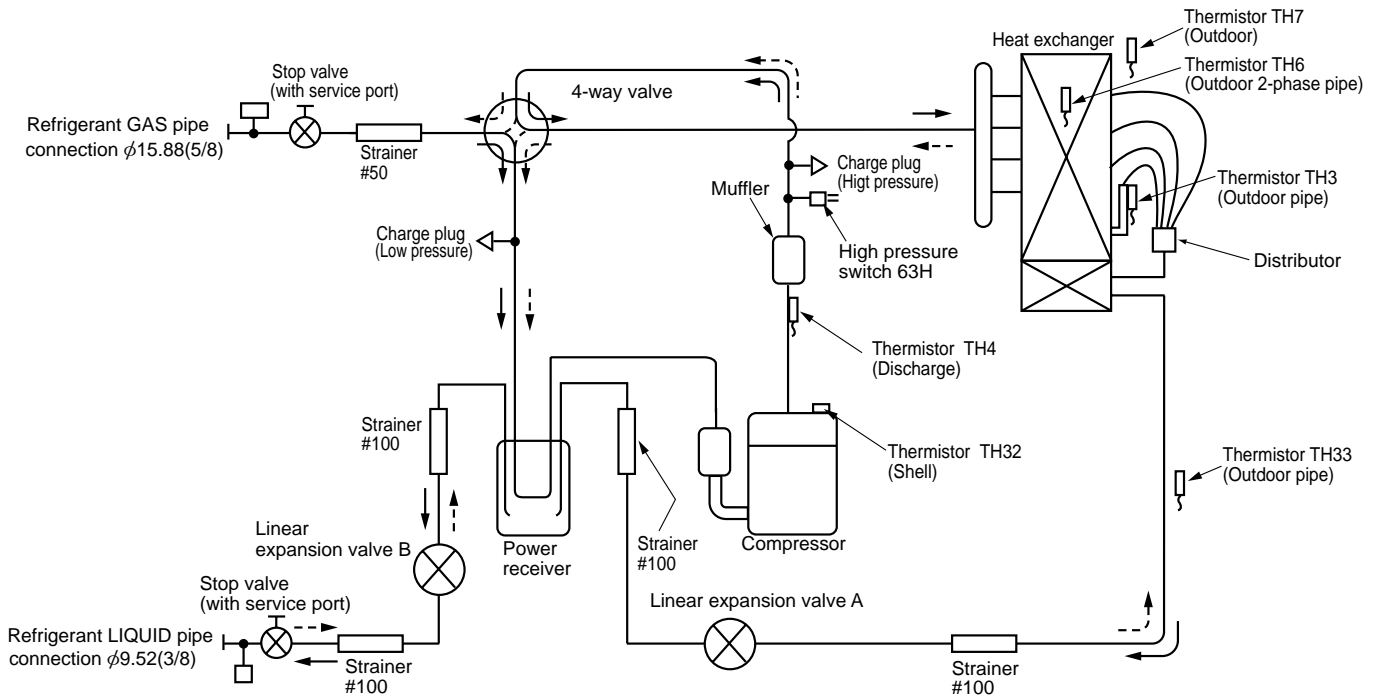 Thermistor TH7
(Outdoor)
Heat exchanger
Thermistor TH6
(Outdoor 2-phase pipe)
Stop valve
(with service port)
4-way valve
Refrigerant GAS pipe
connection ϕ15.88(5/8)
Strainer
#50
Charge plug
(Higt pressure)
Muffler
Thermistor TH3
(Outdoor pipe)
Charge plug
(Low pressure)
High pressure
switch 63H
Distributor
Thermistor TH4
(Discharge)
Strainer
#100
Thermistor TH32
(Shell)
Thermistor TH33
(Outdoor pipe)
Linear
expansion valve B
Power
receiver
Strainer
#100
Compressor
Stop valve
(with service port)
Linear expansion valve A
Refrigerant LIQUID pipe
connection ϕ9.52(3/8)
Strainer
#100
Strainer
#100